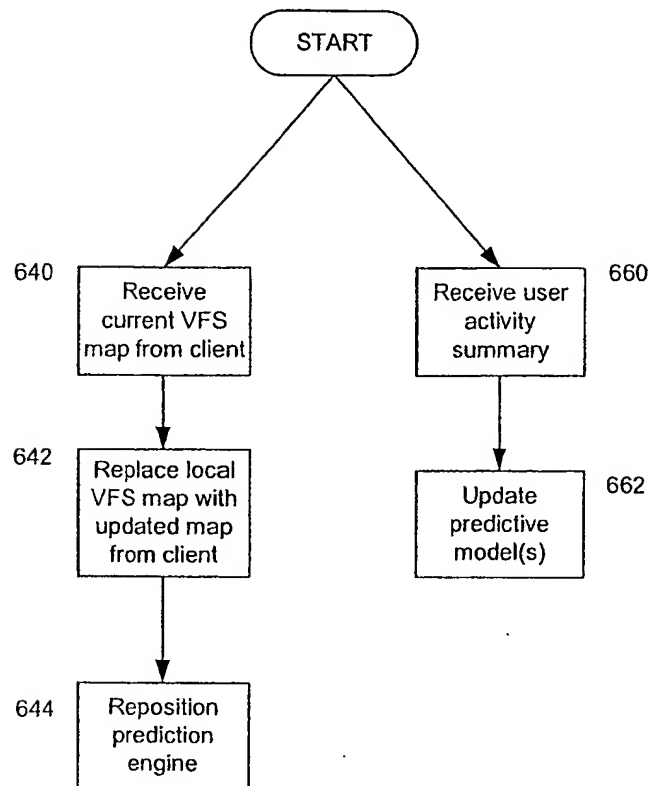 START
640
Receive
current VFS
map from client
660
Receive user
activity
summary
642
Replace local
VFS map with
updated map
from client
662
Update
predictive
model(s)
644
Reposition
prediction
engine